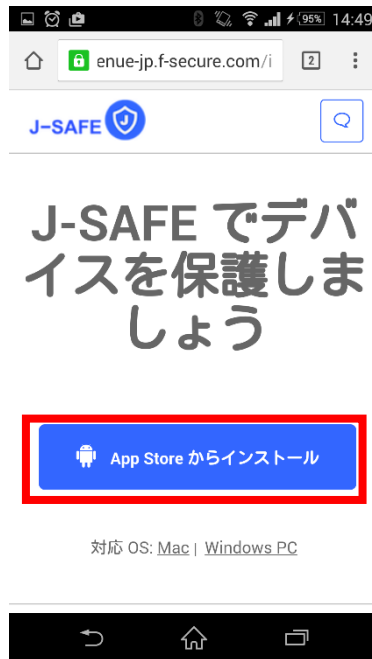 95% 14:49
enue-jp.f-secure.com/i 2
J-SAFE J
J-SAFE でデバ
イスを保護しま
しょう
App Store からインストール
対応 OS: Mac | Windows PC